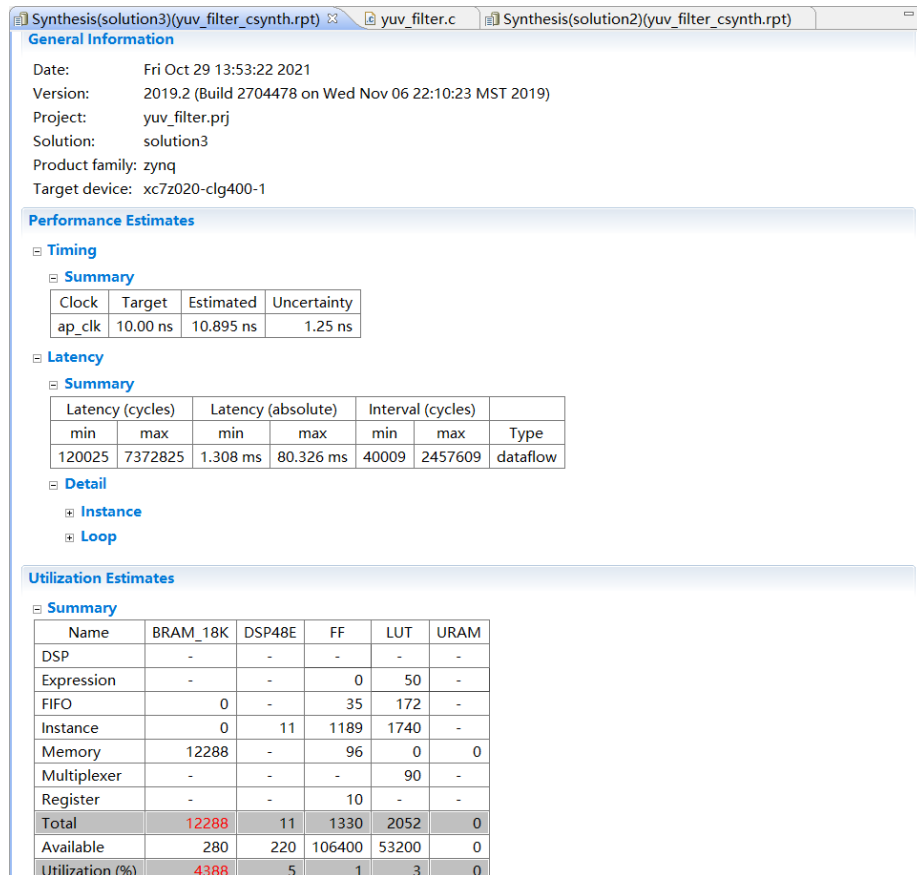 Synthesis(solution3)(yuv_filter_csynth.rpt) yuv_filter.c Synthesis(solution2)(yuv_filter_csynth.rpt)
General Information
Date: Fri Oct 29 13:53:22 2021
Version: 2019.2 (Build 2704478 on Wed Nov 06 22:10:23 MST 2019)
Project: yuv_filter.prj
Solution: solution3
Product family: zynq
Target device: xc7z020-clg400-1
Performance Estimates
Timing
Summary
Clock Target Estimated Uncertainty
ap_clk 10.00 ns 10.895 ns 1.25 ns
Latency
Summary
Latency (cycles) Latency (absolute) Interval (cycles)
min max min max min max Type
120025 7372825 1.308 ms 80.326 ms 40009 2457609 dataflow
Detail
Instance
Loop
Utilization Estimates
Summary
Name BRAM_18K DSP48E FF LUT URAM
DSP - - - - -
Expression - - 0 50 -
FIFO 0 - 35 172 -
Instance 0 11 1189 1740 -
Memory 12288 - 96 0 0
Multiplexer - - - 90 -
Register - - 10 - -
Total 12288 11 1330 2052 0
Available 280 220 106400 53200 0
Utilization (%) 4388 5 1 3 0